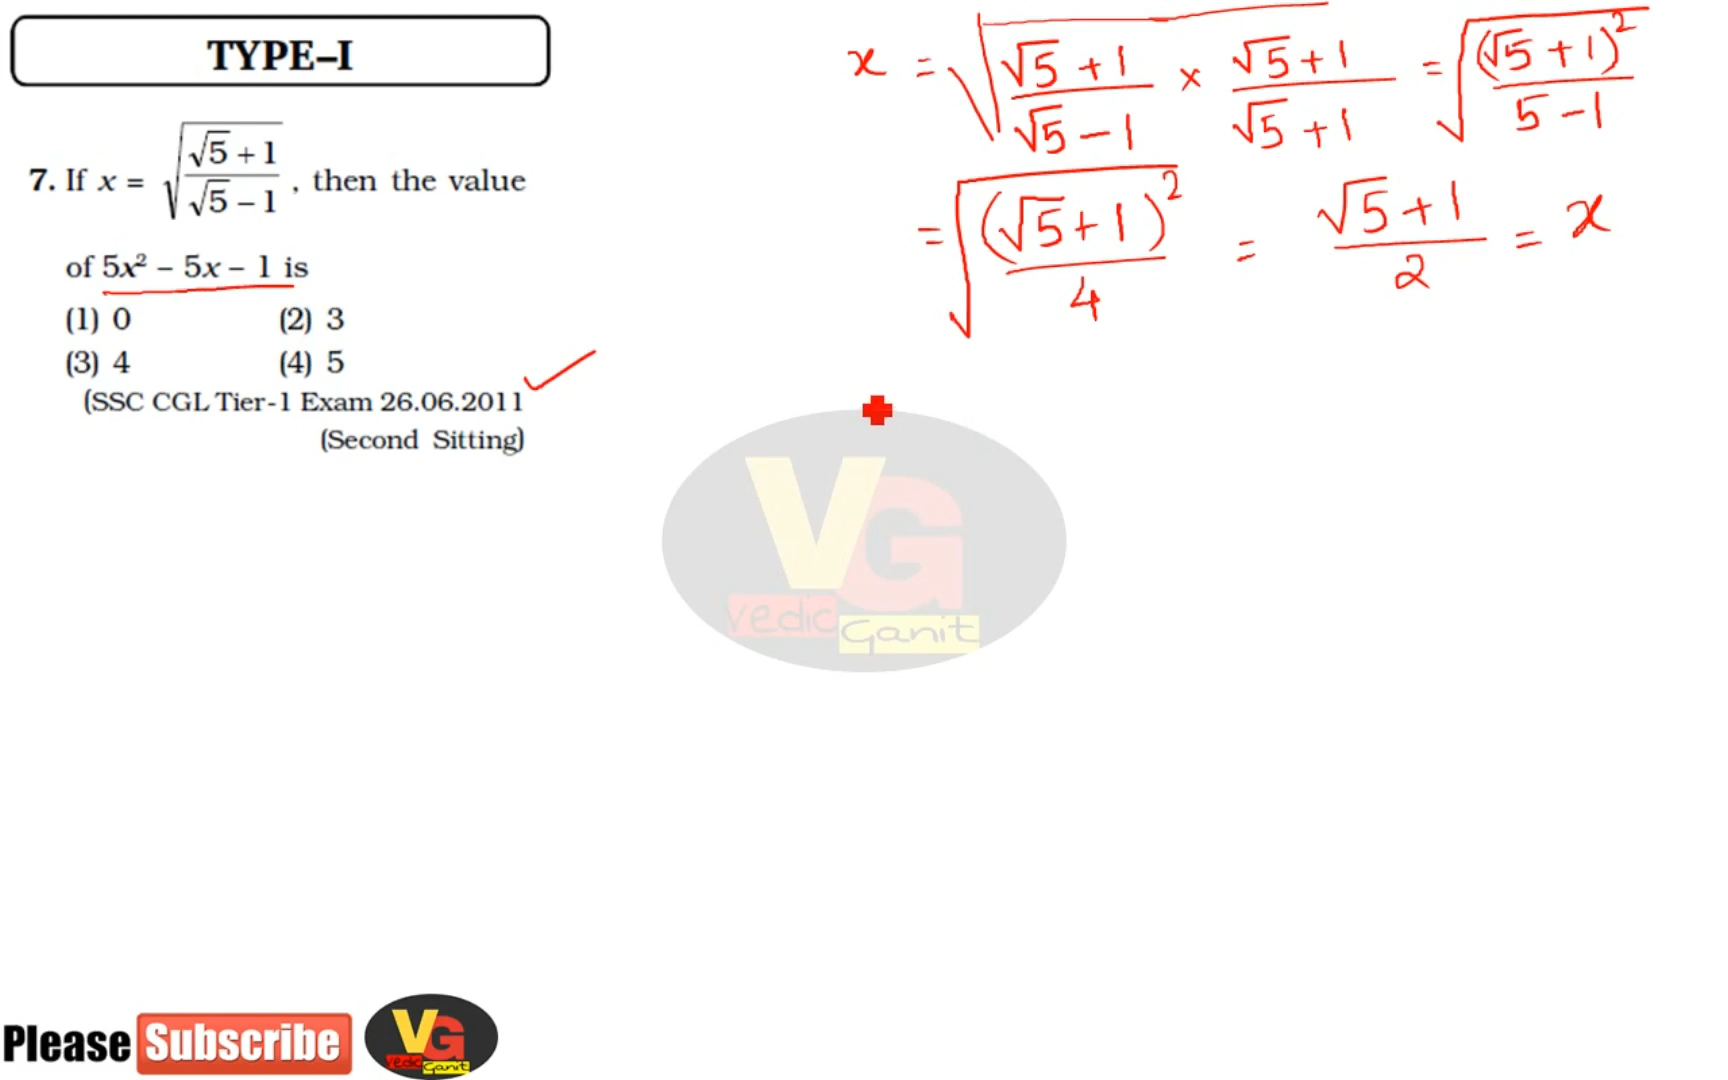 TYPE–I
7. If x = √((√5 + 1)/(√5 – 1)) , then the value
of 5x² – 5x – 1 is
(1) 0 (2) 3
(3) 4 (4) 5
(SSC CGL Tier-1 Exam 26.06.2011
(Second Sitting)
x = √((√5 + 1)/(√5 – 1) × (√5 + 1)/(√5 + 1)) = √((√5 + 1)²/(5 – 1))
= √((√5 + 1)²/4) = (√5 + 1)/2 = x
VG
vedic
Ganit
Please Subscribe
VG
vedic
Ganit